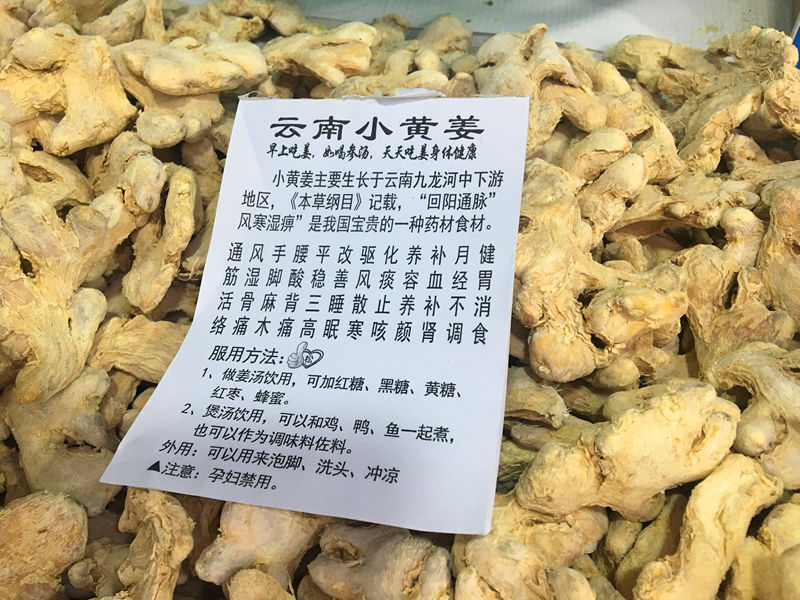 云南小黄姜
早上吃姜，如喝参汤，天天吃姜身体健康
小黄姜主要生长于云南九龙河中下游
地区，《本草纲目》记载，“回阳通脉”
风寒湿痹”是我国宝贵的一种药材食材。
通风手腰平改驱化养补月健
筋湿脚酸稳善风痰容血经胃
活骨麻背三睡散止养补不消
络痛木痛高眠寒咳颜肾调食
服用方法：
1、做姜汤饮用，可加红糖、黑糖、黄糖、
红枣、蜂蜜。
2、煲汤饮用，可以和鸡、鸭、鱼一起煮，
也可以作为调味料佐料。
外用：可以用来泡脚、洗头、冲凉
▲注意：孕妇禁用。